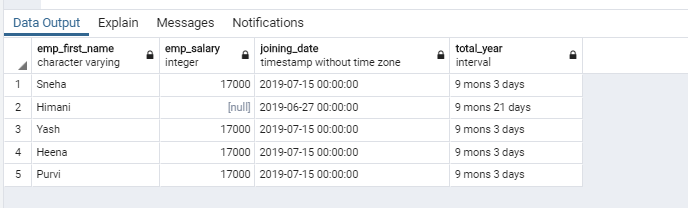 Data Output Explain Messages Notifications
emp_first_name emp_salary joining_date total_year
character varying integer timestamp without time zone interval
1 Sneha 17000 2019-07-15 00:00:00 9 mons 3 days
2 Himani [null] 2019-06-27 00:00:00 9 mons 21 days
3 Yash 17000 2019-07-15 00:00:00 9 mons 3 days
4 Heena 17000 2019-07-15 00:00:00 9 mons 3 days
5 Purvi 17000 2019-07-15 00:00:00 9 mons 3 days